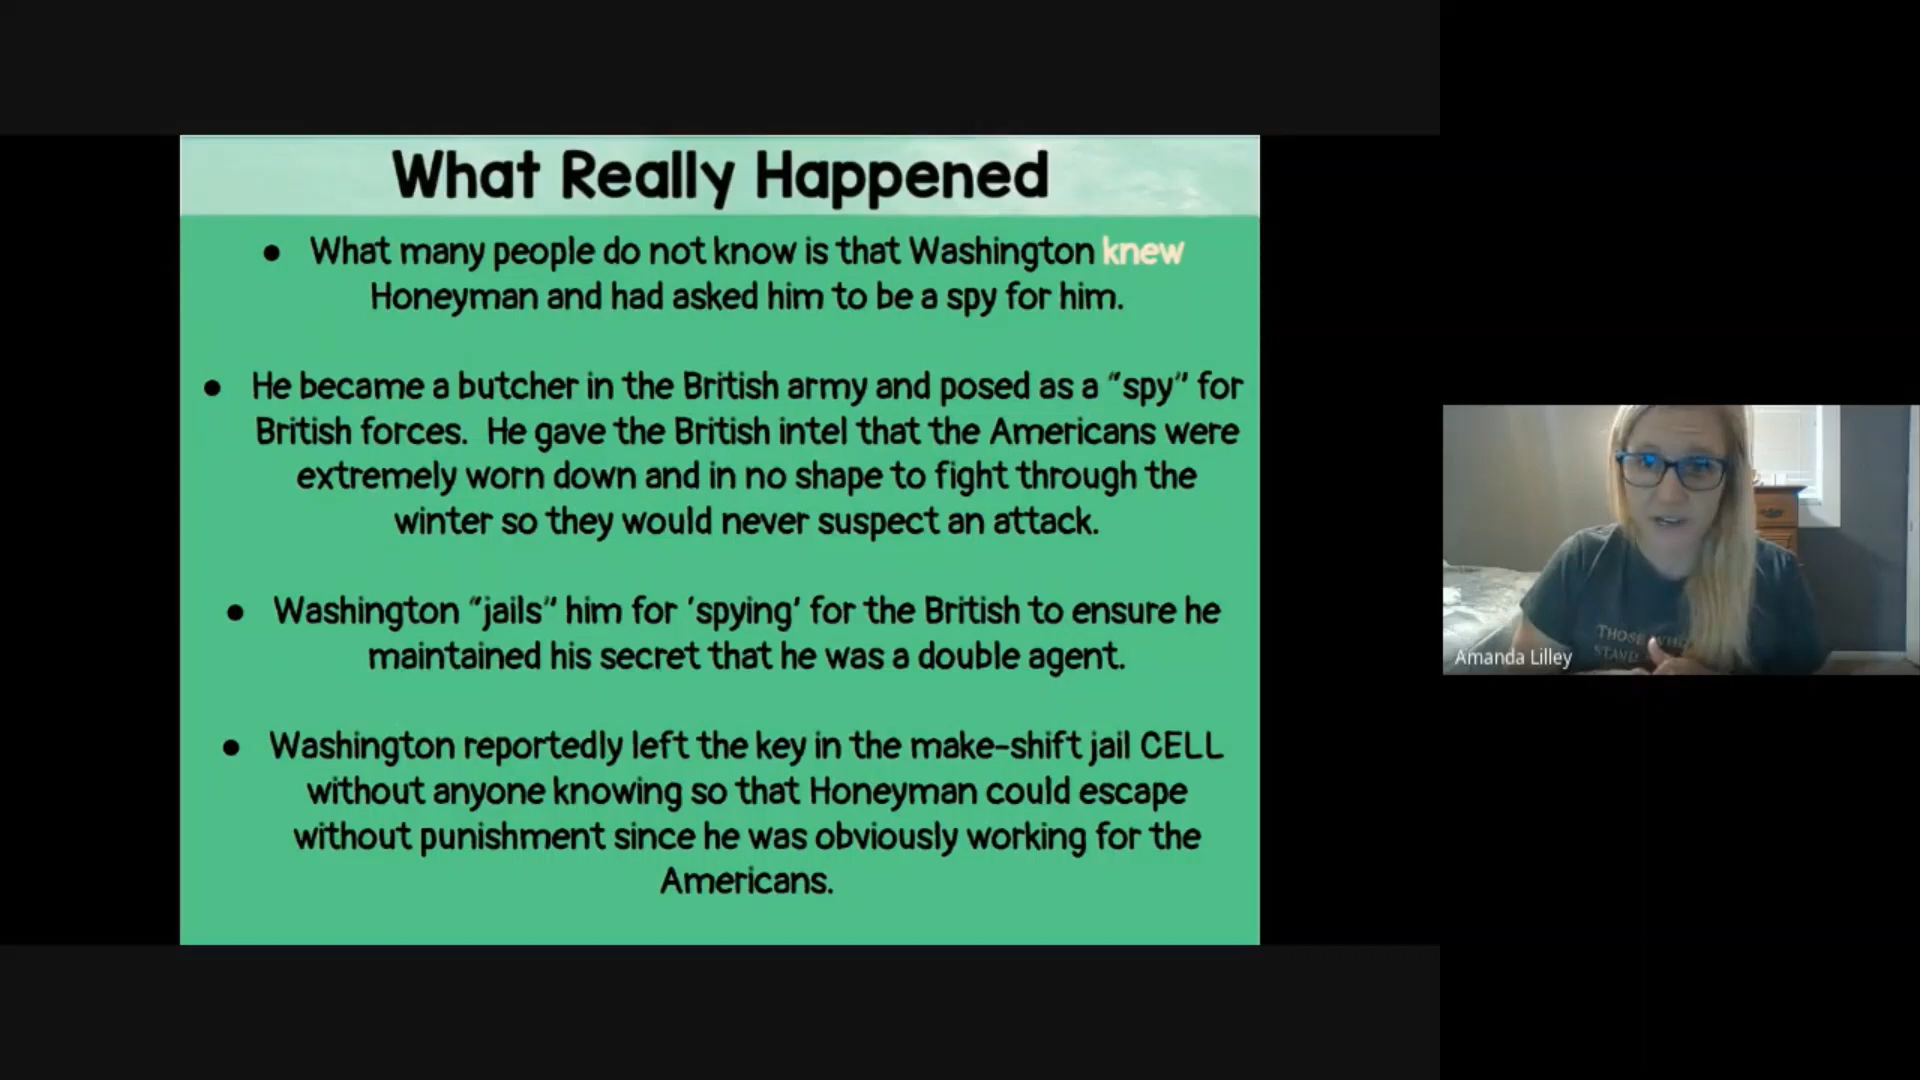 What Really Happened
● What many people do not know is that Washington knew
Honeyman and had asked him to be a spy for him.
● He became a butcher in the British army and posed as a “spy” for
British forces.  He gave the British intel that the Americans were
extremely worn down and in no shape to fight through the
winter so they would never suspect an attack.
● Washington “jails” him for ‘spying’ for the British to ensure he
maintained his secret that he was a double agent.
● Washington reportedly left the key in the make-shift jail CELL
without anyone knowing so that Honeyman could escape
without punishment since he was obviously working for the
Americans.
THOSE WHO
STAND
Amanda Lilley